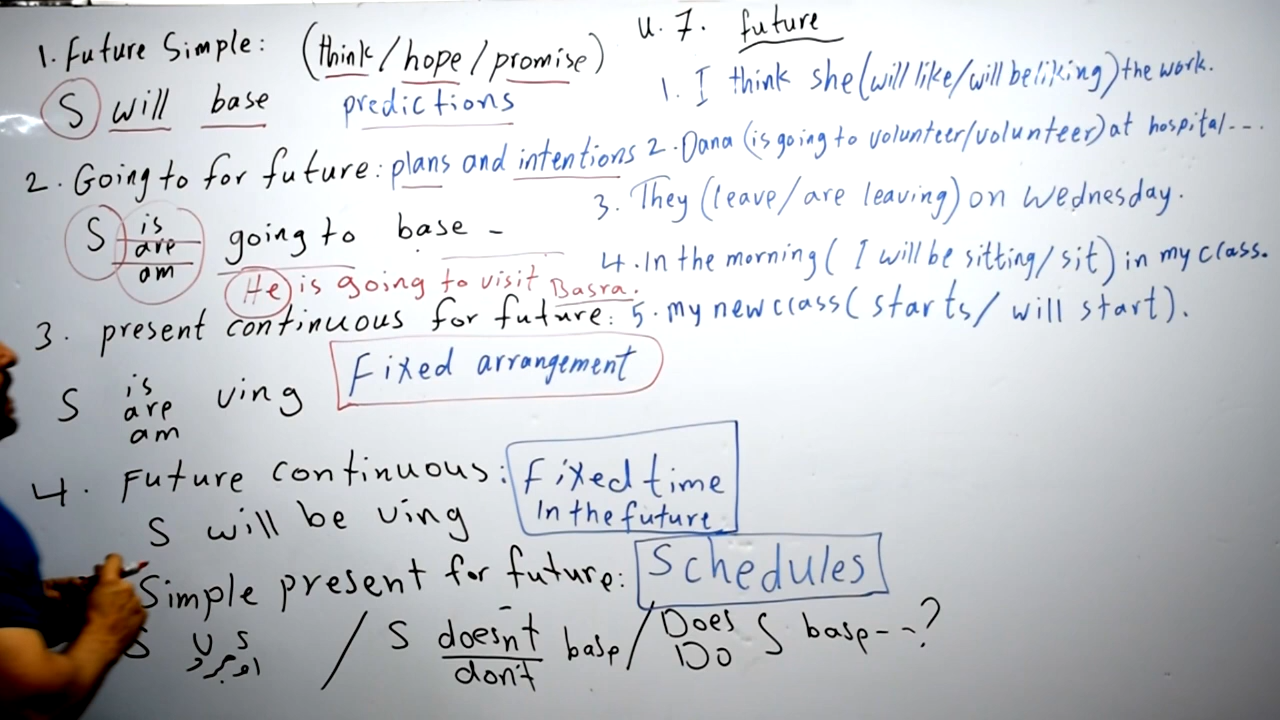 U. 7. future
1. Future Simple: (think/hope/promise)
S will base predictions
2. Going to for future: plans and intentions
S is are am going to base -
He is going to visit Basra.
3. present continuous for future:
Fixed arrangement
S is are am ving
4. Future continuous: Fixed time In the future
S will be ving
Simple present for future: Schedules
S V s / S doesn't don't base / Does Do S base--?
او مجرد
1. I think she (will like/will be liking) the work.
2. Dana (is going to volunteer/volunteer) at hospital---.
3. They (leave/are leaving) on Wednesday.
4. In the morning ( I will be sitting/sit) in my class.
5. my new class ( starts/ will start).